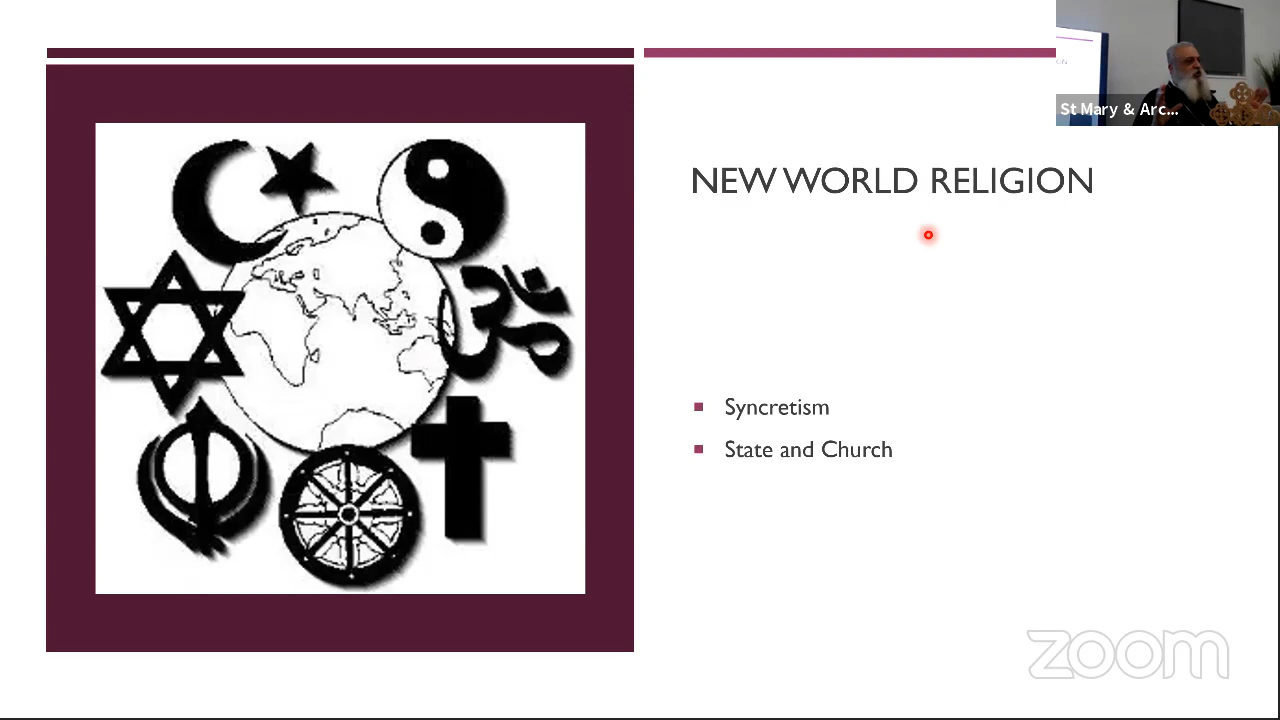 St Mary & Arc...
NEW WORLD RELIGION
Syncretism
State and Church
zoom